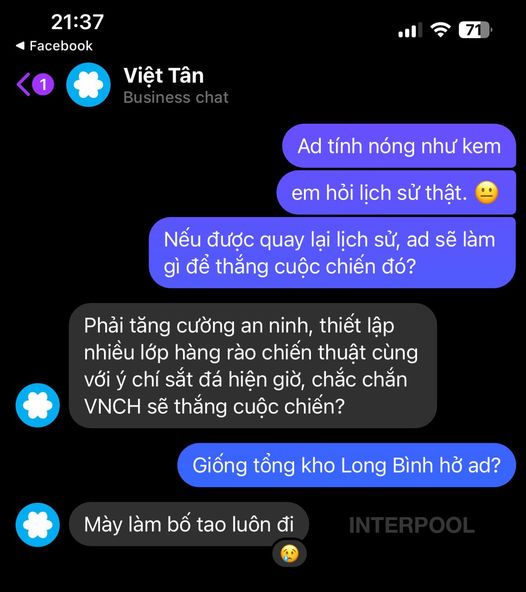 21:37
71
◀ Facebook
1
Việt Tân
Business chat
Ad tính nóng như kem
em hỏi lịch sử thật. 😐
Nếu được quay lại lịch sử, ad sẽ làm
gì để thắng cuộc chiến đó?
Phải tăng cường an ninh, thiết lập
nhiều lớp hàng rào chiến thuật cùng
với ý chí sắt đá hiện giờ, chắc chắn
VNCH sẽ thắng cuộc chiến?
Giống tổng kho Long Bình hở ad?
Mày làm bố tao luôn đi
😢
INTERPOOL